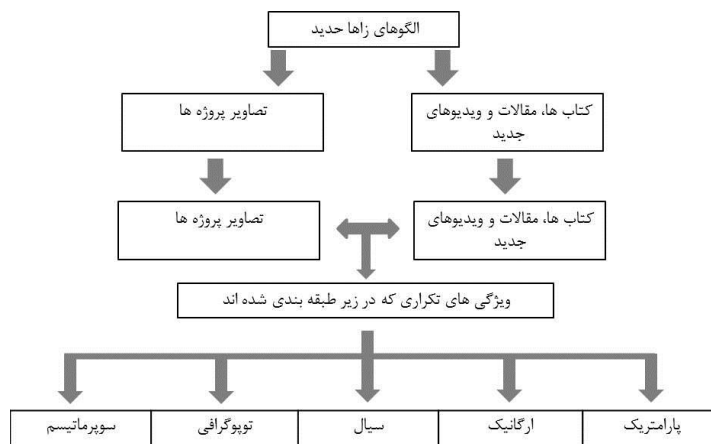 الگوهای زاها حدید
کتاب ها، مقالات و ویدیوهای
جدید
تصاویر پروژه ها
کتاب ها، مقالات و ویدیوهای
جدید
تصاویر پروژه ها
ویژگی های تکراری که در زیر طبقه بندی شده اند
پارامتریک
ارگانیک
سیال
توپوگرافی
سوپرماتیسم